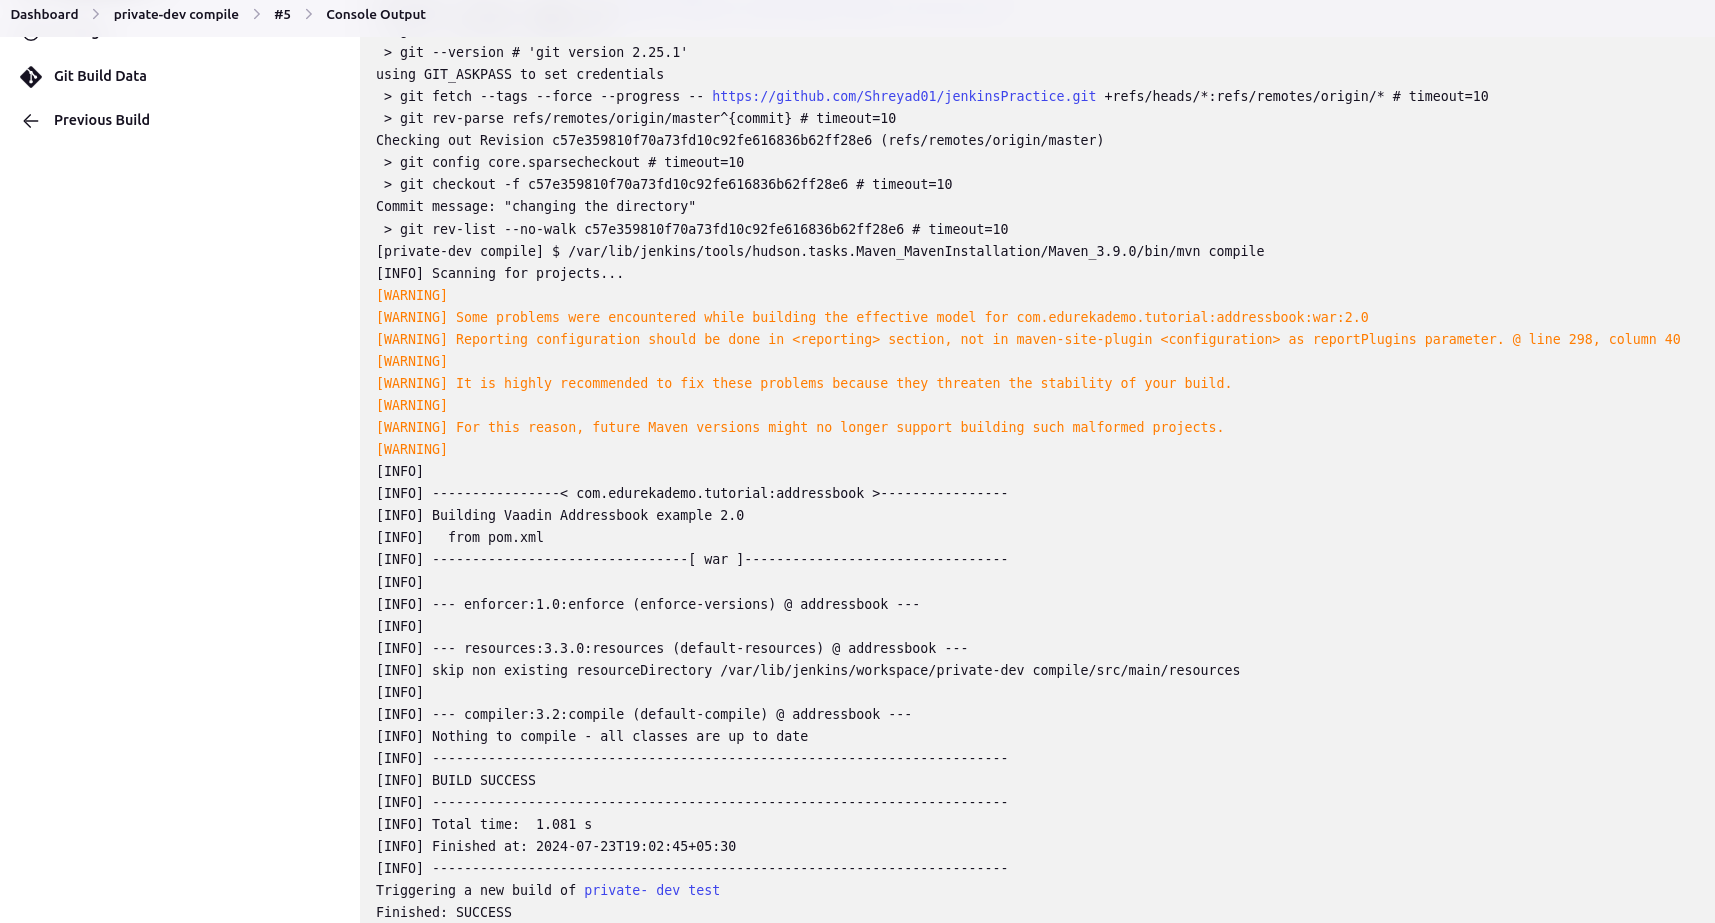 Dashboard > private-dev compile > #5 > Console Output
Git Build Data
Previous Build
> git --version # 'git version 2.25.1'
using GIT_ASKPASS to set credentials
> git fetch --tags --force --progress -- https://github.com/Shreyad01/jenkinsPractice.git +refs/heads/*:refs/remotes/origin/* # timeout=10
> git rev-parse refs/remotes/origin/master^{commit} # timeout=10
Checking out Revision c57e359810f70a73fd10c92fe616836b62ff28e6 (refs/remotes/origin/master)
> git config core.sparsecheckout # timeout=10
> git checkout -f c57e359810f70a73fd10c92fe616836b62ff28e6 # timeout=10
Commit message: "changing the directory"
> git rev-list --no-walk c57e359810f70a73fd10c92fe616836b62ff28e6 # timeout=10
[private-dev compile] $ /var/lib/jenkins/tools/hudson.tasks.Maven_MavenInstallation/Maven_3.9.0/bin/mvn compile
[INFO] Scanning for projects...
[WARNING]
[WARNING] Some problems were encountered while building the effective model for com.edurekademo.tutorial:addressbook:war:2.0
[WARNING] Reporting configuration should be done in <reporting> section, not in maven-site-plugin <configuration> as reportPlugins parameter. @ line 298, column 40
[WARNING]
[WARNING] It is highly recommended to fix these problems because they threaten the stability of your build.
[WARNING]
[WARNING] For this reason, future Maven versions might no longer support building such malformed projects.
[WARNING]
[INFO]
[INFO] ----------------< com.edurekademo.tutorial:addressbook >----------------
[INFO] Building Vaadin Addressbook example 2.0
[INFO]   from pom.xml
[INFO] --------------------------------[ war ]---------------------------------
[INFO]
[INFO] --- enforcer:1.0:enforce (enforce-versions) @ addressbook ---
[INFO]
[INFO] --- resources:3.3.0:resources (default-resources) @ addressbook ---
[INFO] skip non existing resourceDirectory /var/lib/jenkins/workspace/private-dev compile/src/main/resources
[INFO]
[INFO] --- compiler:3.2:compile (default-compile) @ addressbook ---
[INFO] Nothing to compile - all classes are up to date
[INFO] ------------------------------------------------------------------------
[INFO] BUILD SUCCESS
[INFO] ------------------------------------------------------------------------
[INFO] Total time:  1.081 s
[INFO] Finished at: 2024-07-23T19:02:45+05:30
[INFO] ------------------------------------------------------------------------
Triggering a new build of private- dev test
Finished: SUCCESS